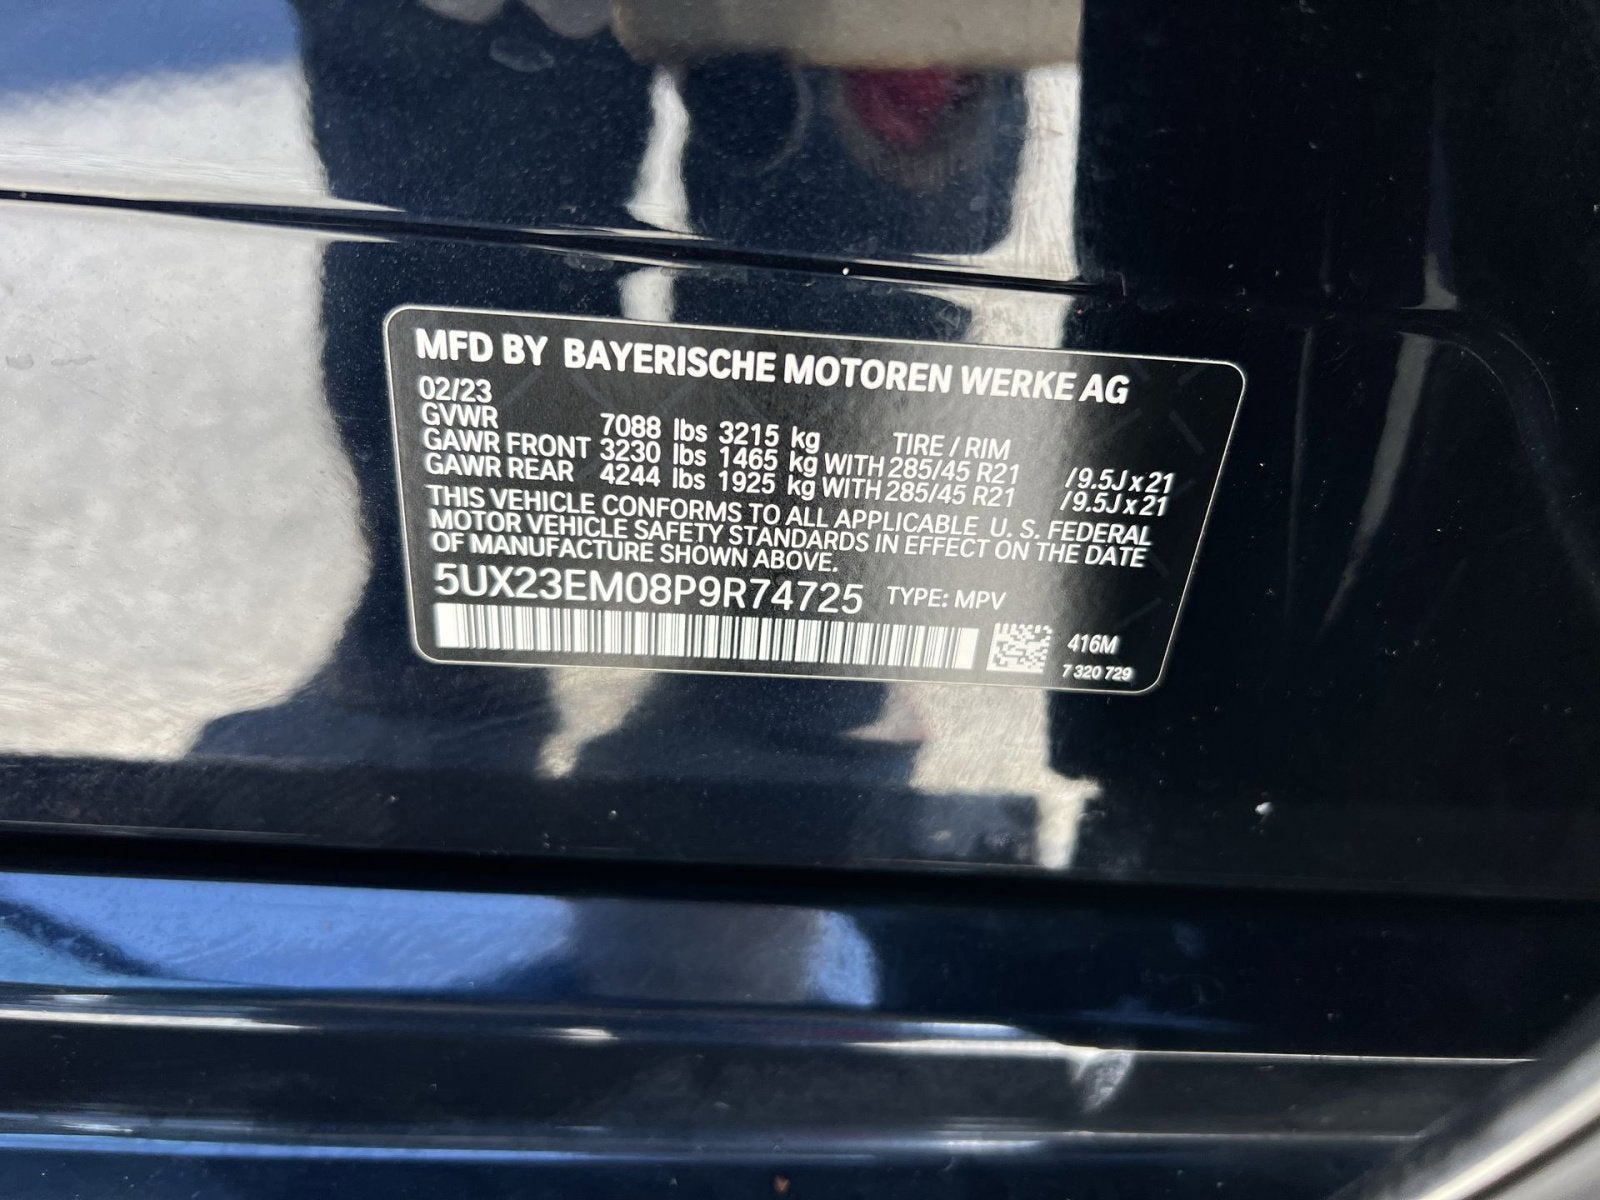 MFD BY BAYERISCHE MOTOREN WERKE AG
02/23
GVWR 7088 lbs 3215 kg TIRE / RIM
GAWR FRONT 3230 lbs 1465 kg WITH 285/45 R21 /9.5J x 21
GAWR REAR 4244 lbs 1925 kg WITH 285/45 R21 /9.5J x 21
THIS VEHICLE CONFORMS TO ALL APPLICABLE U. S. FEDERAL
MOTOR VEHICLE SAFETY STANDARDS IN EFFECT ON THE DATE
OF MANUFACTURE SHOWN ABOVE.
5UX23EM08P9R74725 TYPE: MPV
416M
7 320 729